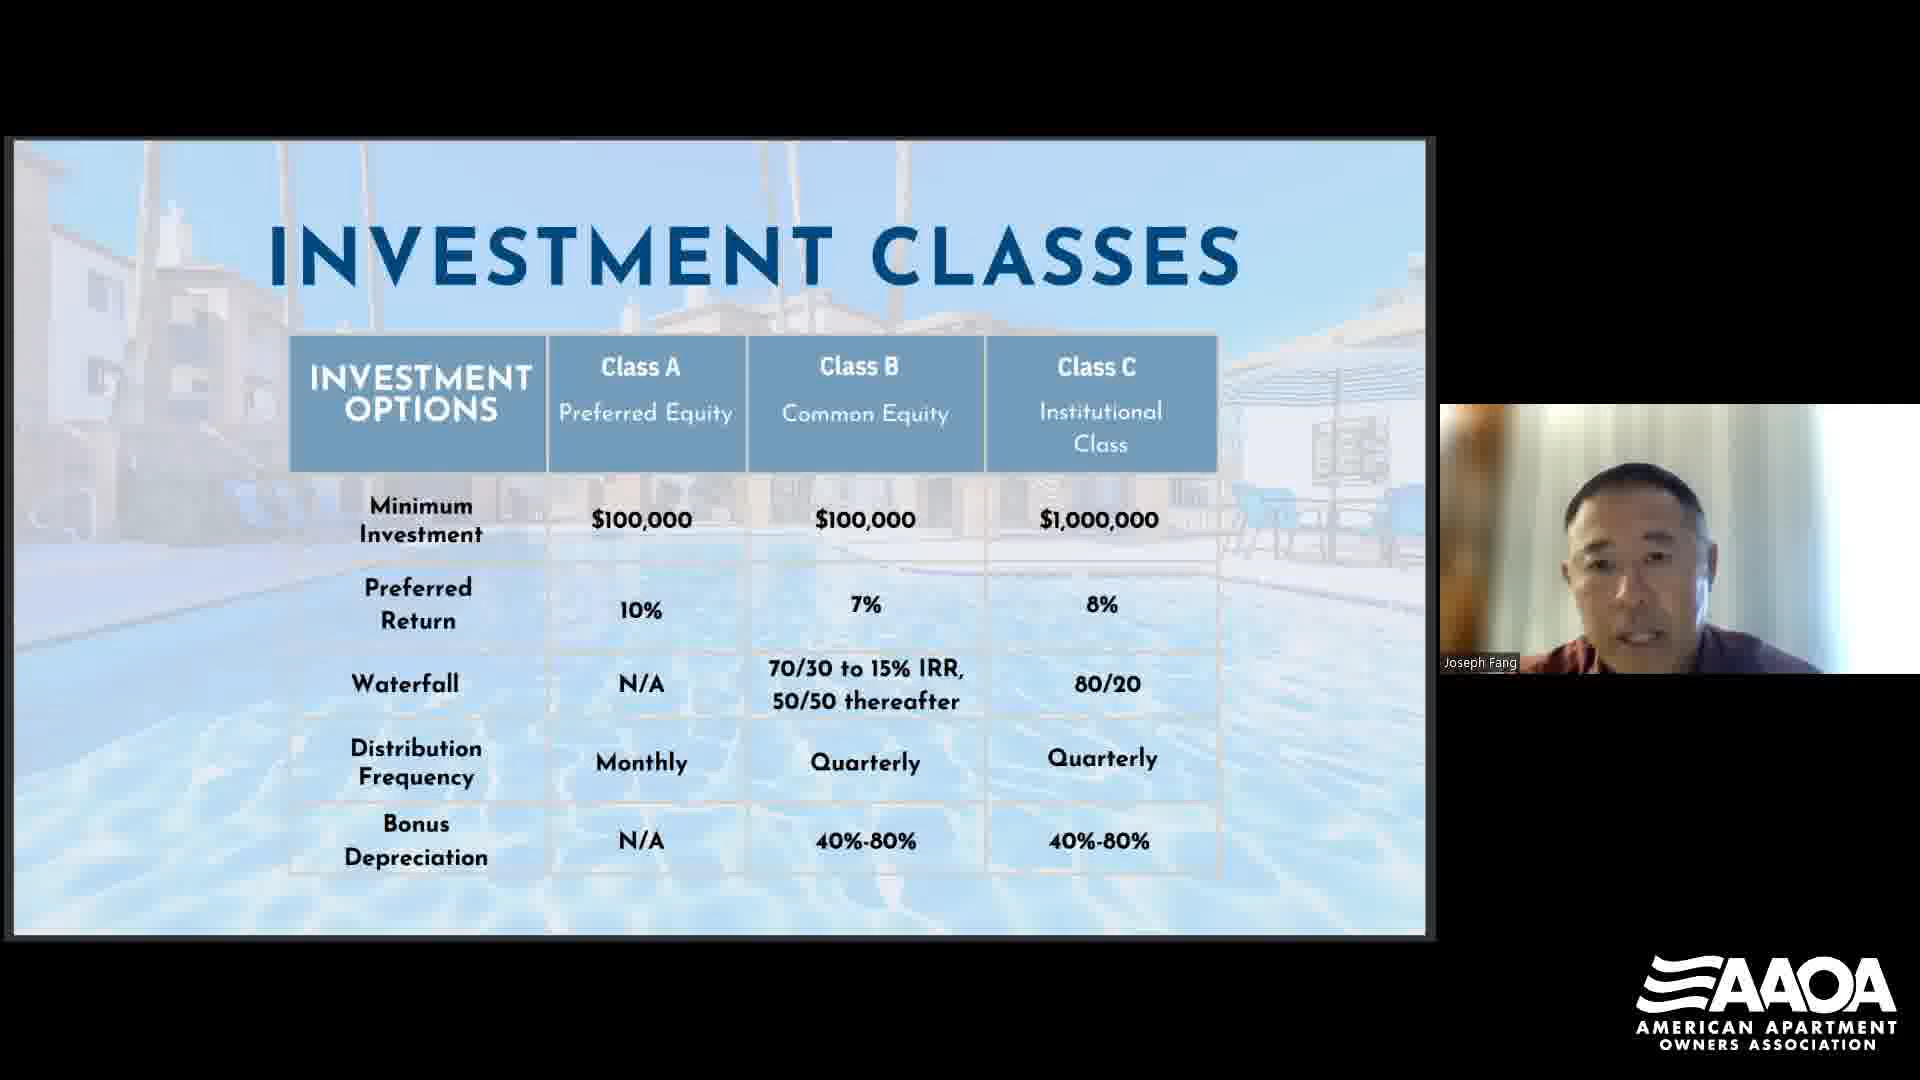 INVESTMENT CLASSES
INVESTMENT
OPTIONS
Class A
Preferred Equity
Class B
Common Equity
Class C
Institutional
Class
Minimum
Investment
$100,000
$100,000
$1,000,000
Preferred
Return
10%
7%
8%
Waterfall
N/A
70/30 to 15% IRR,
50/50 thereafter
80/20
Distribution
Frequency
Monthly
Quarterly
Quarterly
Bonus
Depreciation
N/A
40%-80%
40%-80%
Joseph Fang
AAOA
AMERICAN APARTMENT
OWNERS ASSOCIATION